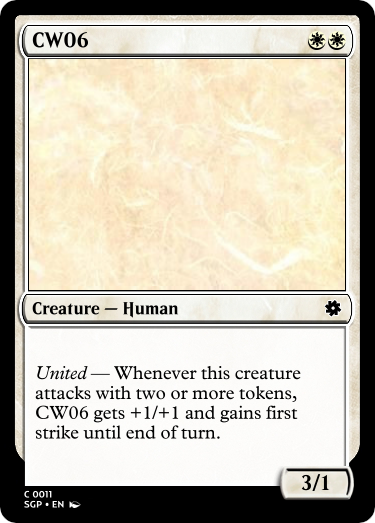 CW06
Creature — Human
United — Whenever this creature
attacks with two or more tokens,
CW06 gets +1/+1 and gains first
strike until end of turn.
3/1
C 0011
SGP • EN